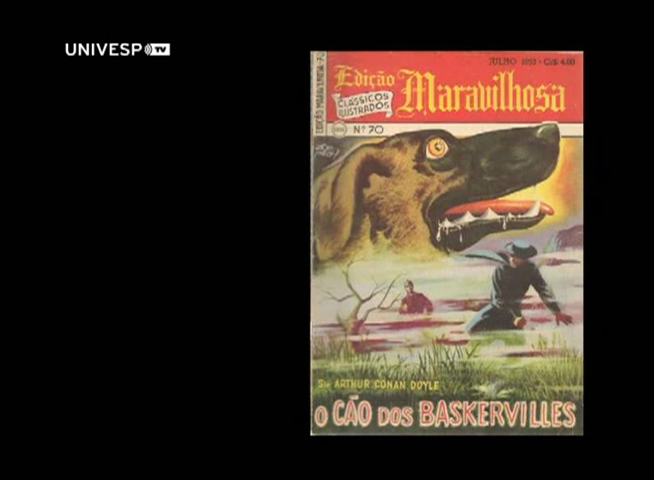 UNIVESP TV
JULHO 1953 - Cr$ 4,00
Edição
Maravilhosa
CLÁSSICOS
ILUSTRADOS
Nº 70
Sir ARTHUR CONAN DOYLE
O CÃO DOS BASKERVILLES